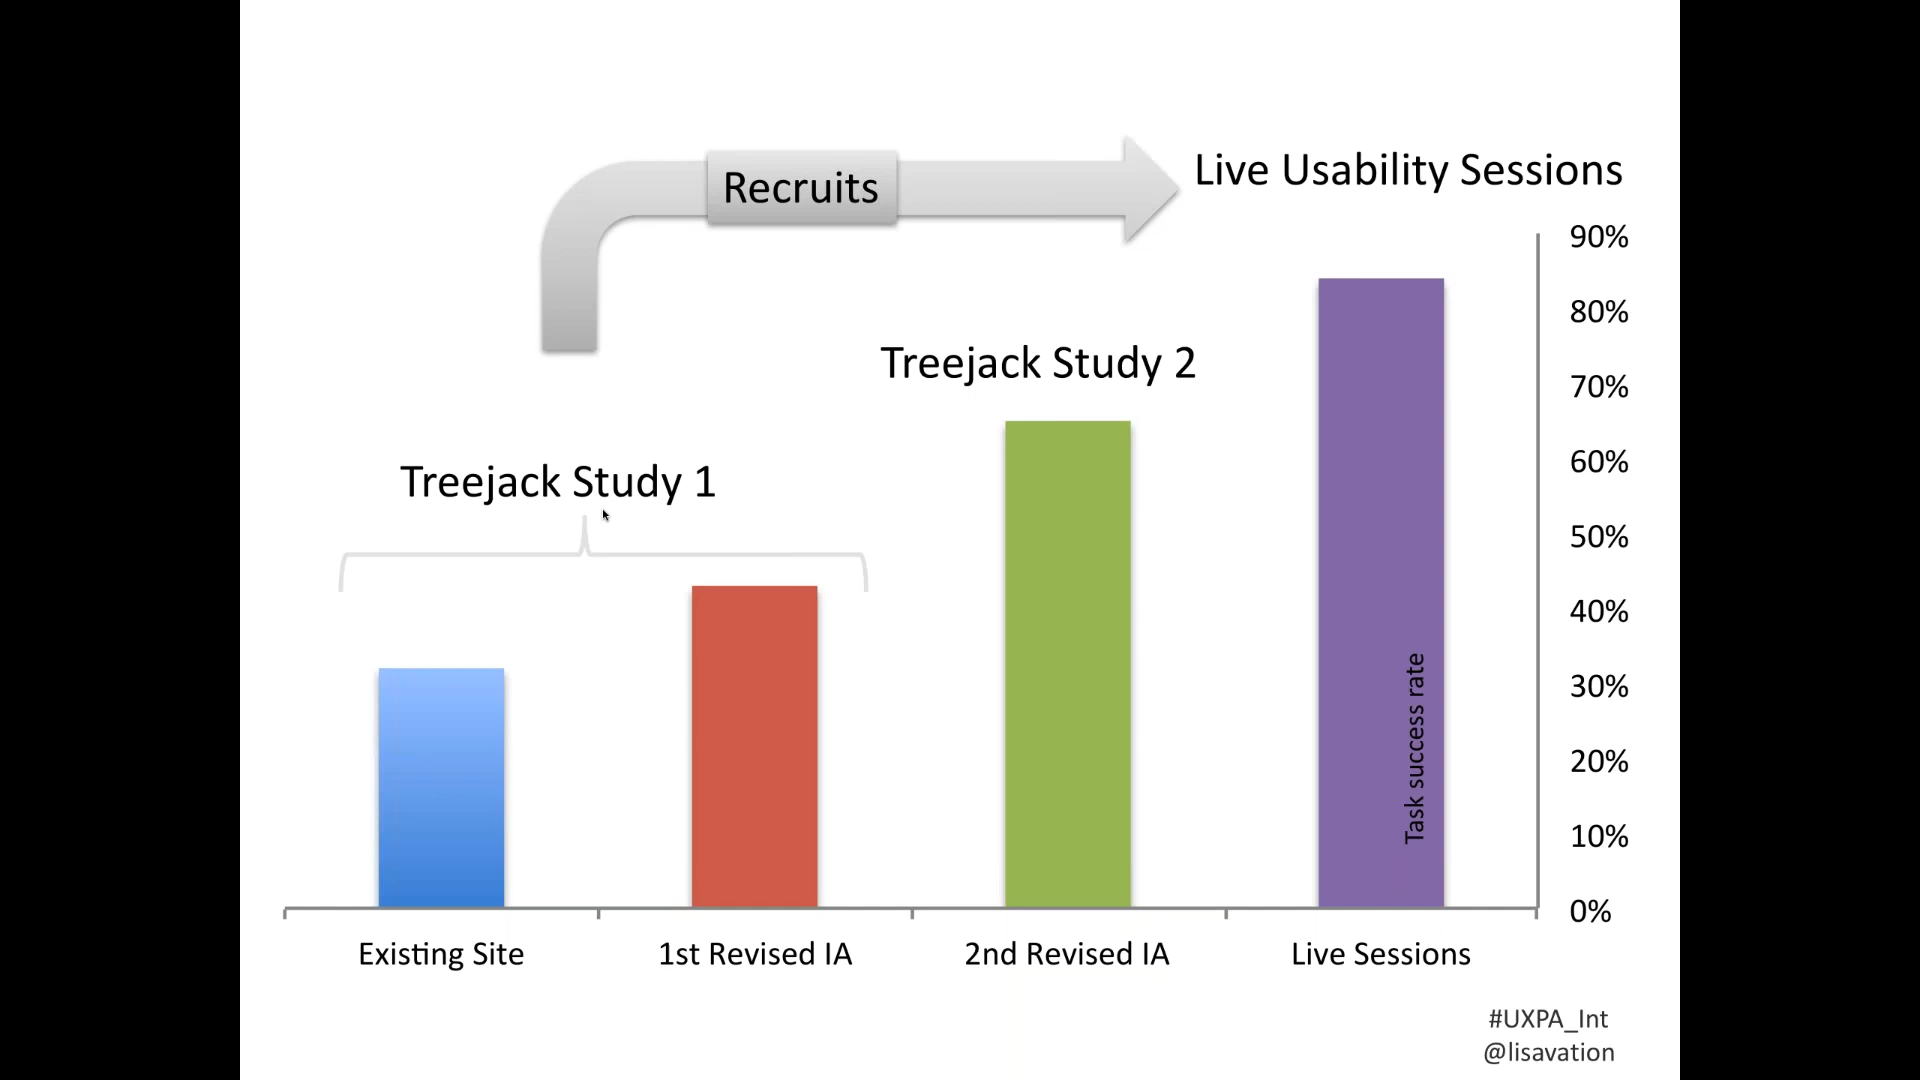 Recruits
Live Usability Sessions
Treejack Study 2
Treejack Study 1
90%
80%
70%
60%
50%
40%
30%
20%
10%
0%
Task success rate
Existing Site
1st Revised IA
2nd Revised IA
Live Sessions
#UXPA_Int
@lisavation